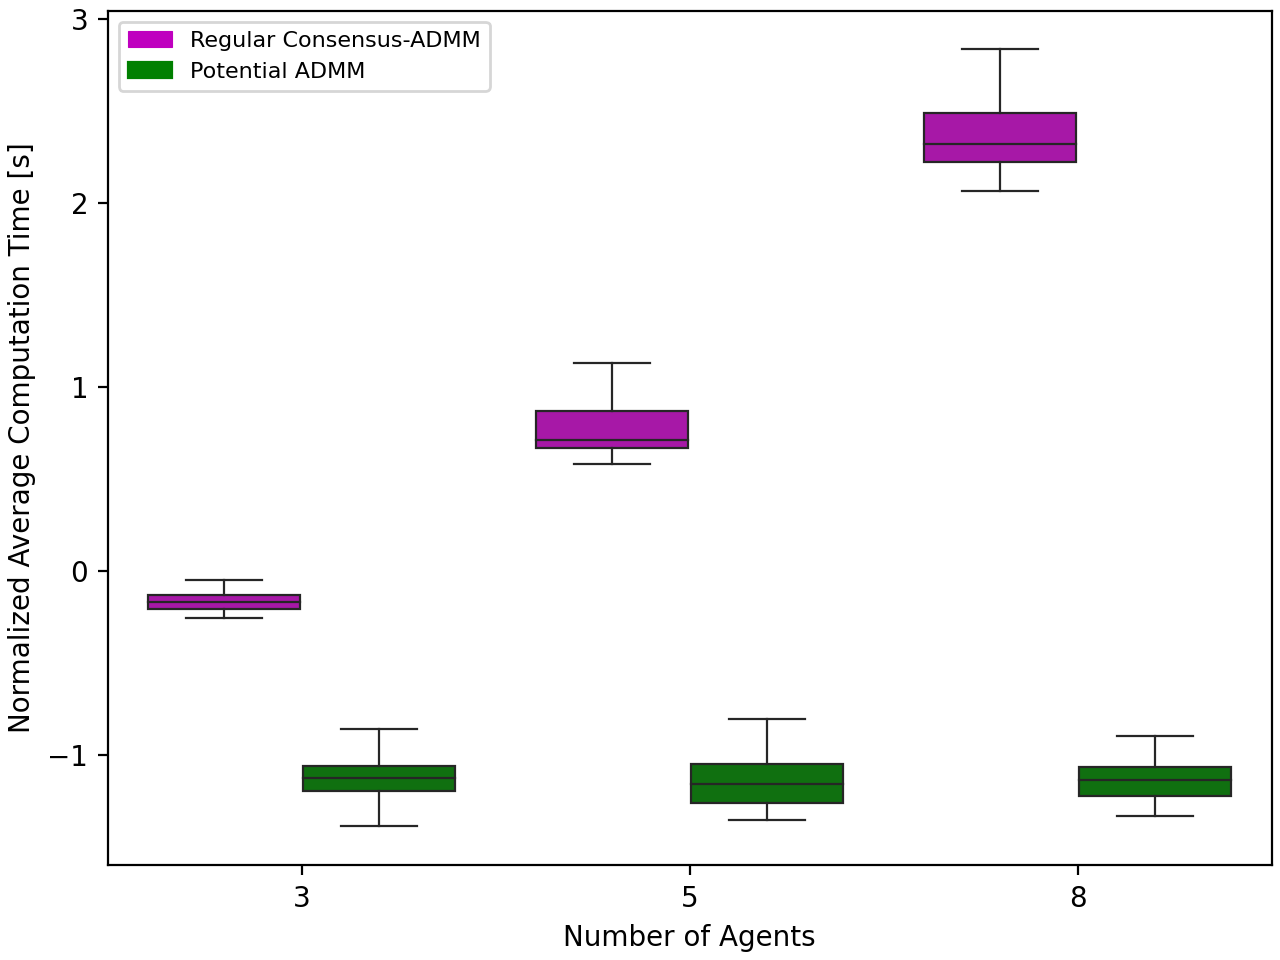 Regular Consensus-ADMM
Potential ADMM
Normalized Average Computation Time [s]
3
2
1
0
−1
3
5
8
Number of Agents